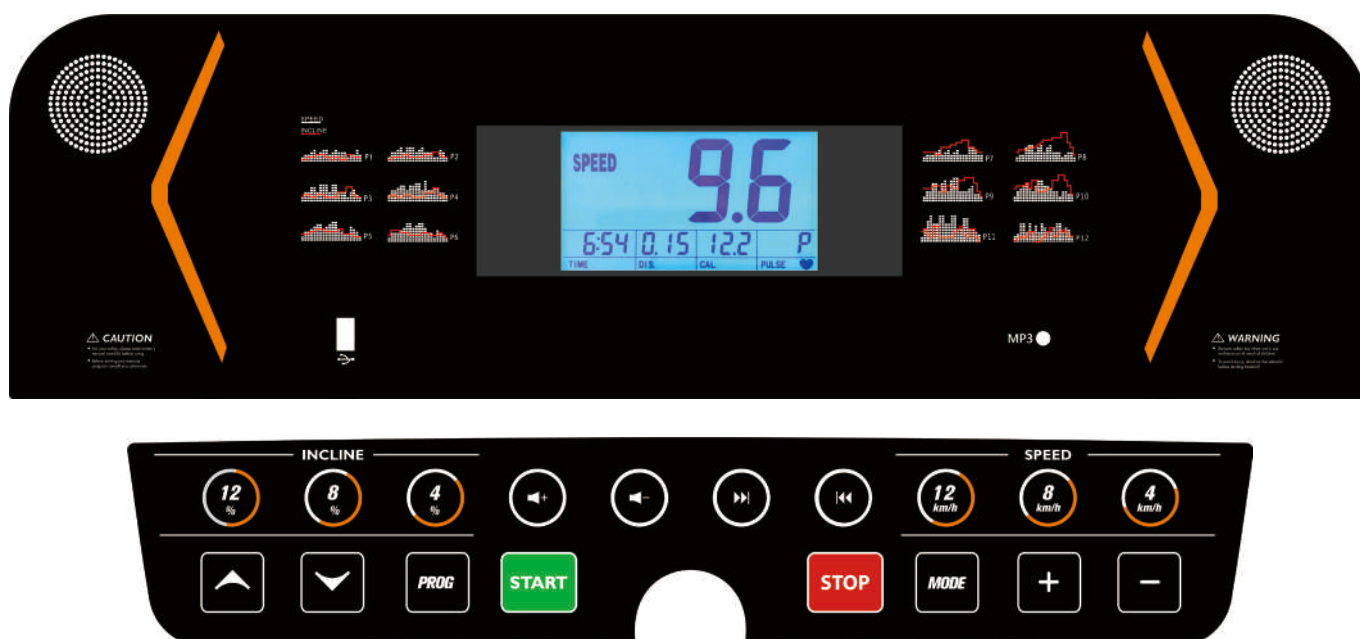 SPEED
INCLINE
P1
P2
P3
P4
P5
P6
SPEED
9.6
6:54 0.15 12.2 P
TIME DIS. CAL. PULSE
P7
P8
P9
P10
P11
P12
CAUTION
MP3
WARNING
INCLINE
SPEED
12 %
8 %
4 %
12 km/h
8 km/h
4 km/h
PROG
START
STOP
MODE